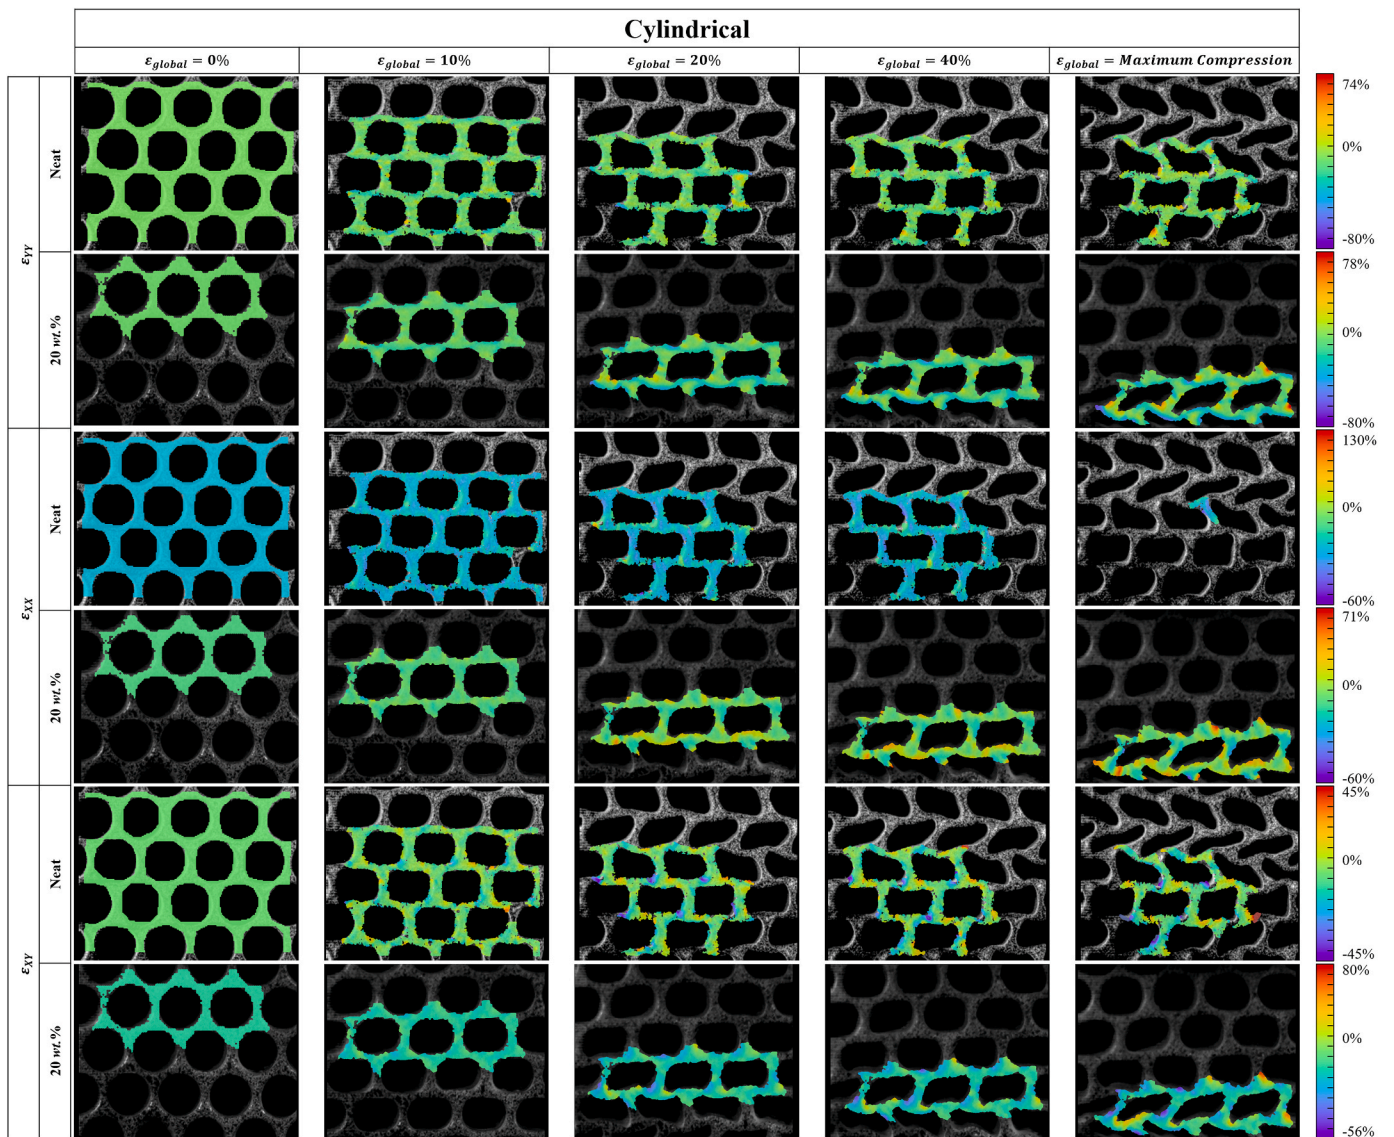 Cylindrical
ε_global = 0%
ε_global = 10%
ε_global = 20%
ε_global = 40%
ε_global = Maximum Compression
ε_YY
Neat
74%
0%
-80%
20 wt.%
78%
0%
-80%
ε_XX
Neat
130%
0%
-60%
20 wt.%
71%
0%
-60%
ε_XY
Neat
45%
0%
-45%
20 wt.%
80%
0%
-56%